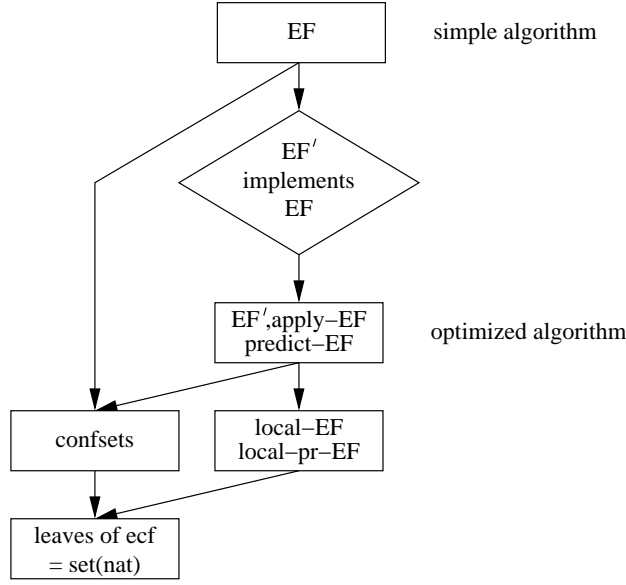 EF
simple algorithm
EF′
implements
EF
EF′,apply−EF
predict−EF
optimized algorithm
confsets
local−EF
local−pr−EF
leaves of ecf
= set(nat)